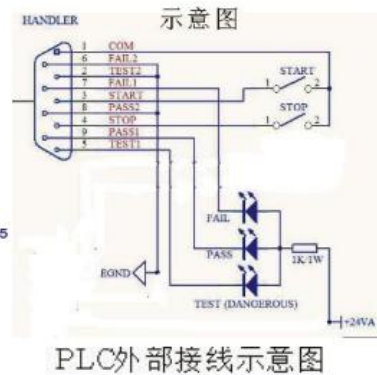 示意图
HANDLER
1 COM
6 FAIL2
2 TEST2
7 FAIL1
3 START
8 PASS2
4 STOP
9 PASS1
5 TEST1
START
1 2
STOP
1 2
5
FAIL
PASS
EGND
1K/1W
TEST (DANGEROUS)
+24VA
PLC外部接线示意图